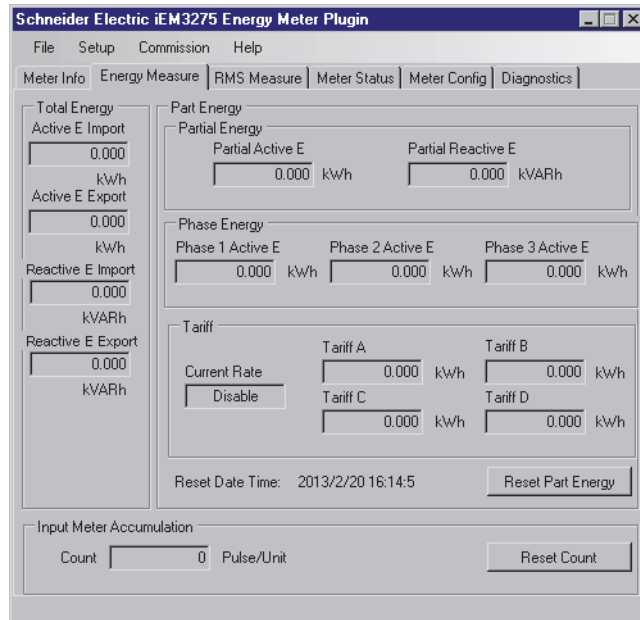 Schneider Electric iEM3275 Energy Meter Plugin
File Setup Commission Help
Meter Info Energy Measure RMS Measure Meter Status Meter Config Diagnostics
Total Energy
Active E Import
0.000
kWh
Active E Export
0.000
kWh
Reactive E Import
0.000
kVARh
Reactive E Export
0.000
kVARh
Part Energy
Partial Energy
Partial Active E Partial Reactive E
0.000 kWh 0.000 kVARh
Phase Energy
Phase 1 Active E Phase 2 Active E Phase 3 Active E
0.000 kWh 0.000 kWh 0.000 kWh
Tariff
Current Rate
Disable
Tariff A Tariff B
0.000 kWh 0.000 kWh
Tariff C Tariff D
0.000 kWh 0.000 kWh
Reset Date Time: 2013/2/20 16:14:5 Reset Part Energy
Input Meter Accumulation
Count 0 Pulse/Unit Reset Count